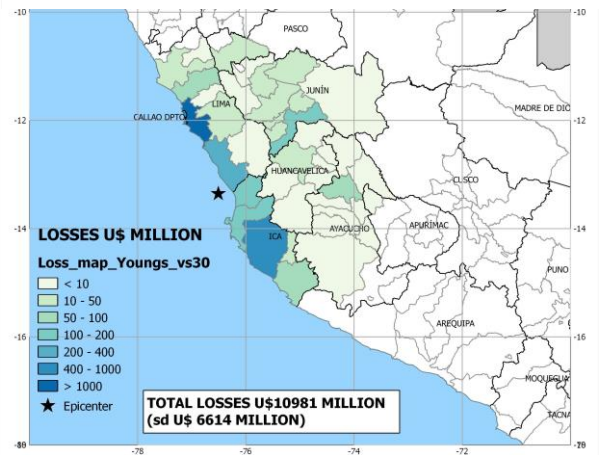 -10
-10
PASCO
JUNÍN
LIMA
-12
CALLAO DPTO
MADRE DE DIO
-12
HUANCAVELICA
CUSCO
-14
LOSSES U$ MILLION
ICA
AYACUCHO
APURÍMAC
-14
Loss_map_Youngs_vs30
PUNO
< 10
10 - 50
50 - 100
100 - 200
200 - 400
400 - 1000
> 1000
Epicenter
AREQUIPA
-16
-16
MOQUEGUA
TACNA
TOTAL LOSSES U$10981 MILLION
(sd U$ 6614 MILLION)
-78
-76
-74
-72